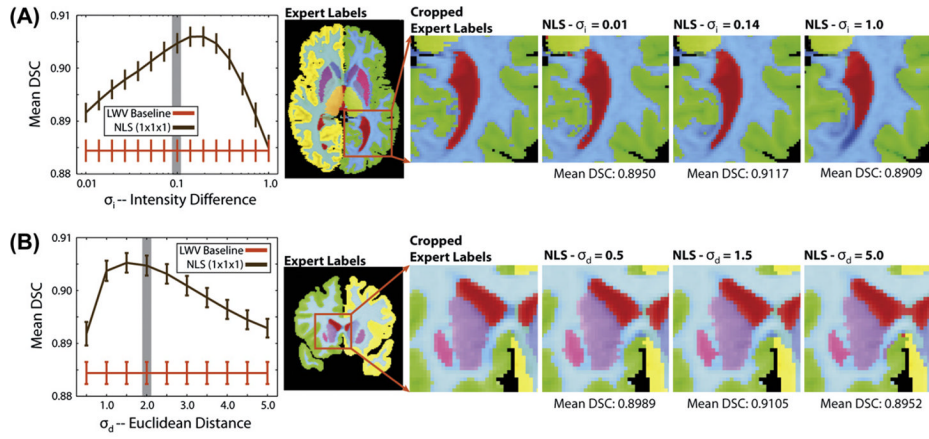 (A)
0.91
0.90
0.89
0.88
Mean DSC
LWV Baseline
NLS (1x1x1)
0.01
0.1
1.0
σi -- Intensity Difference
Expert Labels
Cropped
Expert Labels
NLS - σi = 0.01
NLS - σi = 0.14
NLS - σi = 1.0
Mean DSC: 0.8950
Mean DSC: 0.9117
Mean DSC: 0.8909
(B)
0.91
0.90
0.89
0.88
Mean DSC
LWV Baseline
NLS (1x1x1)
1.0
2.0
3.0
4.0
5.0
σd -- Euclidean Distance
Expert Labels
Cropped
Expert Labels
NLS - σd = 0.5
NLS - σd = 1.5
NLS - σd = 5.0
Mean DSC: 0.8989
Mean DSC: 0.9105
Mean DSC: 0.8952